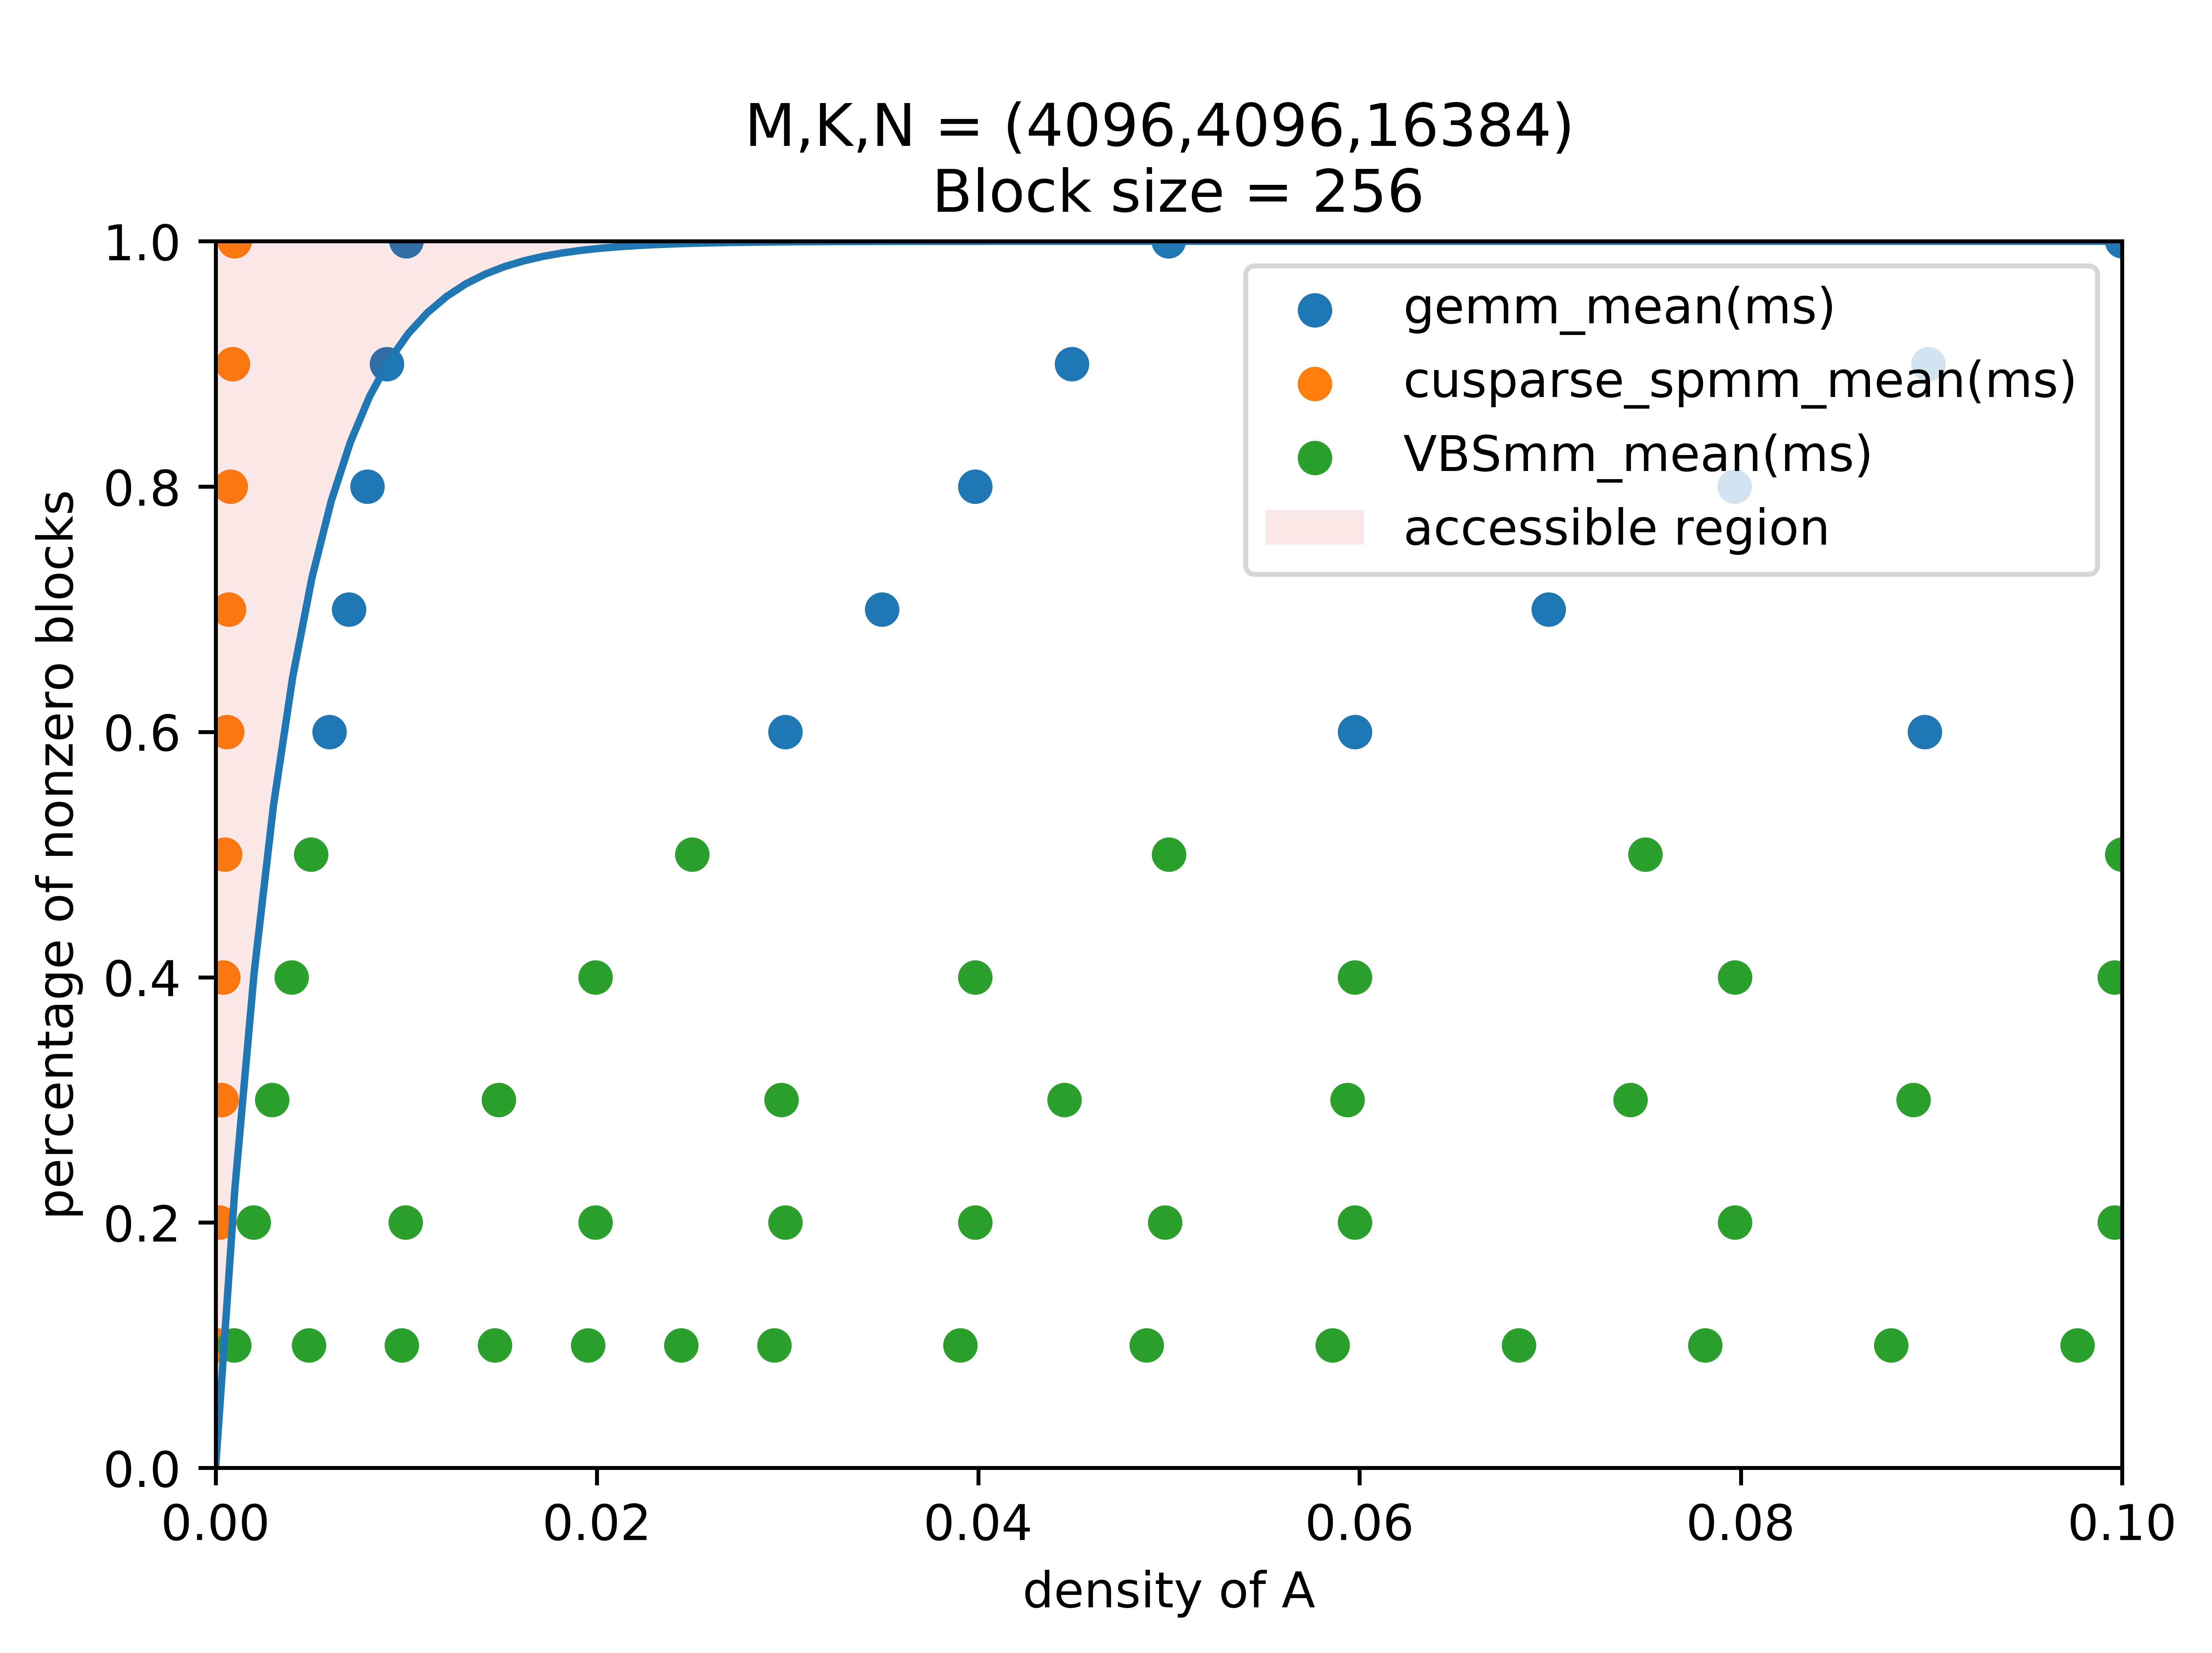 M,K,N = (4096,4096,16384)
Block size = 256
percentage of nonzero blocks
1.0
0.8
0.6
0.4
0.2
0.0
gemm_mean(ms)
cusparse_spmm_mean(ms)
VBSmm_mean(ms)
accessible region
0.00 0.02 0.04 0.06 0.08 0.10
density of A